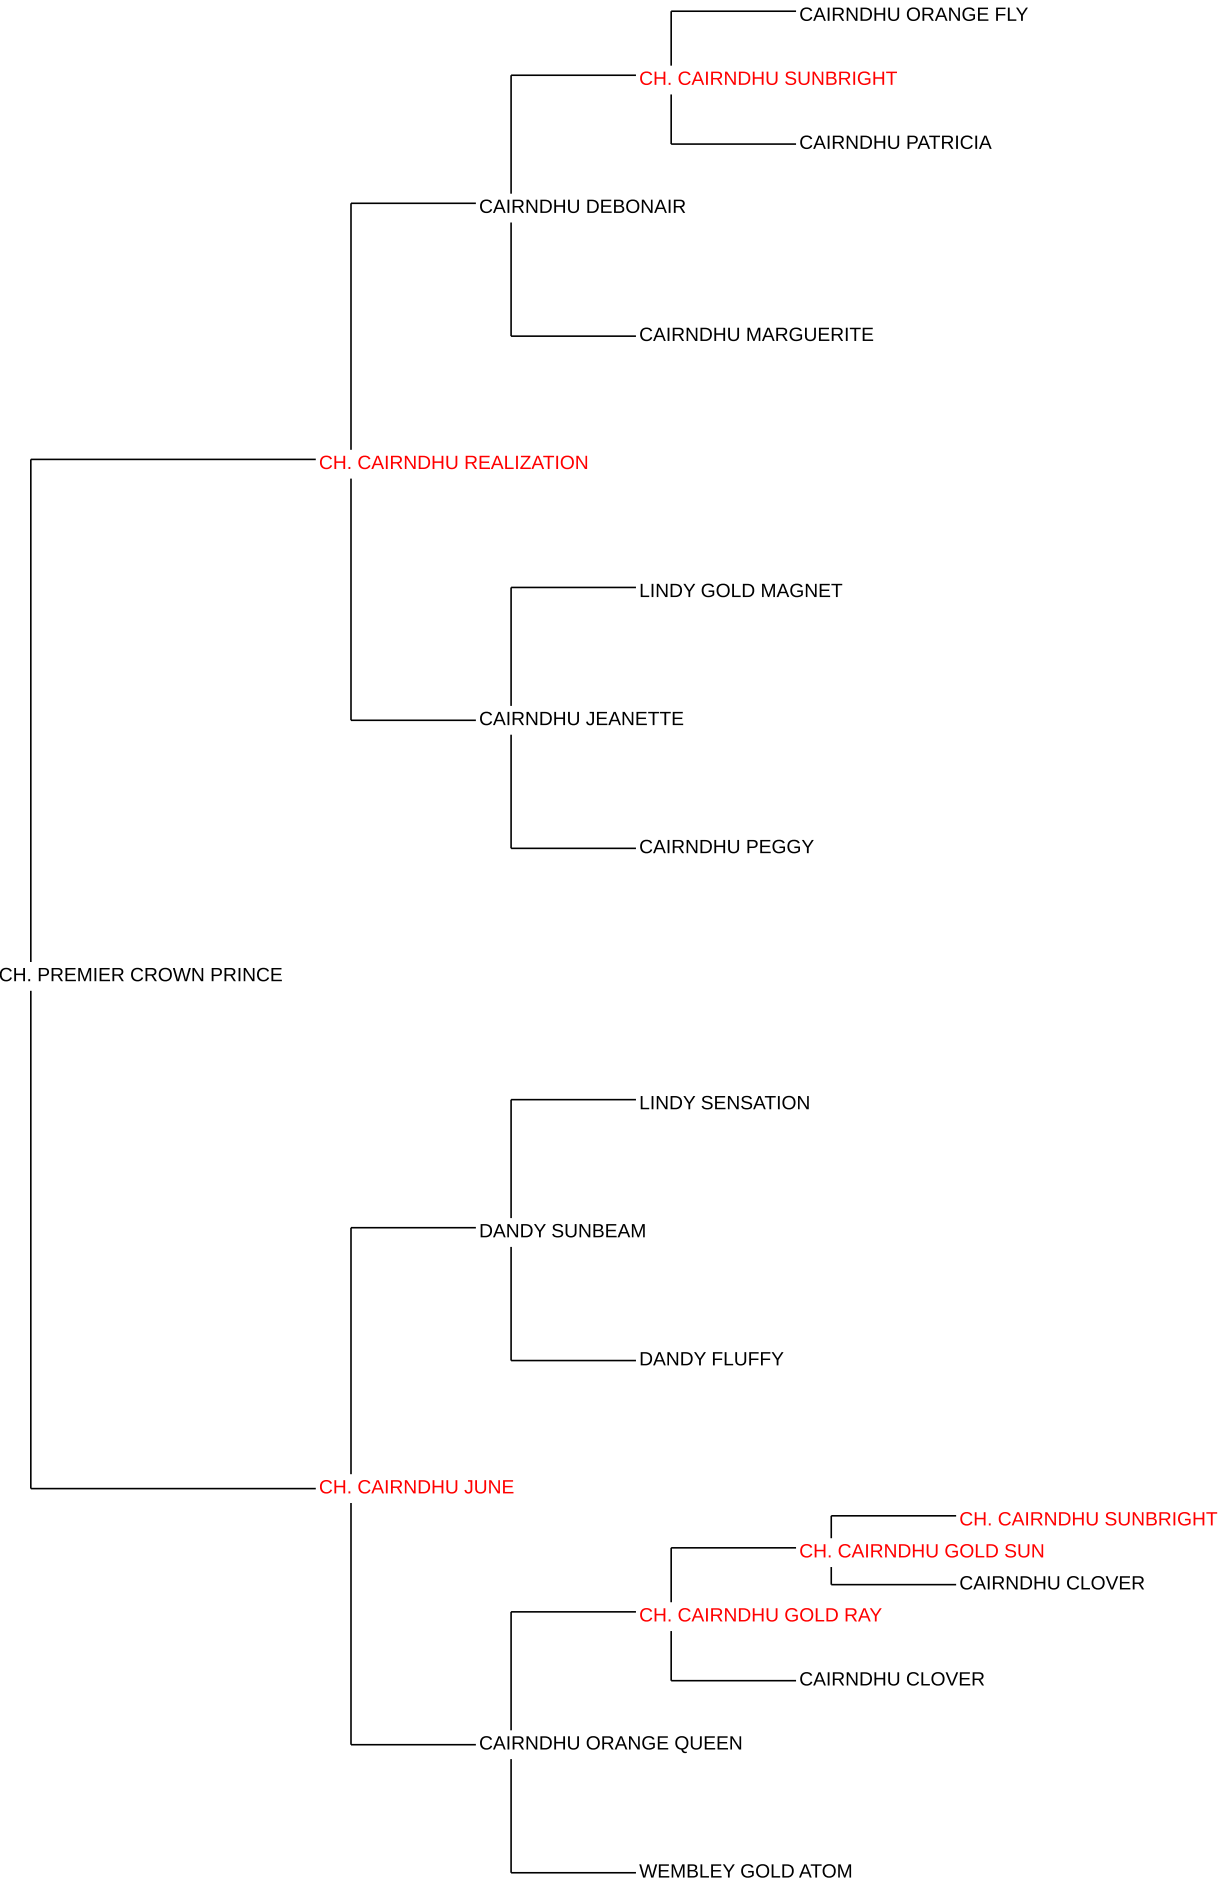 CAIRNDHU ORANGE FLY
CH. CAIRNDHU SUNBRIGHT
CAIRNDHU PATRICIA
CAIRNDHU DEBONAIR
CAIRNDHU MARGUERITE
CH. CAIRNDHU REALIZATION
LINDY GOLD MAGNET
CAIRNDHU JEANETTE
CAIRNDHU PEGGY
CH. PREMIER CROWN PRINCE
LINDY SENSATION
DANDY SUNBEAM
DANDY FLUFFY
CH. CAIRNDHU JUNE
CH. CAIRNDHU SUNBRIGHT
CH. CAIRNDHU GOLD SUN
CAIRNDHU CLOVER
CH. CAIRNDHU GOLD RAY
CAIRNDHU CLOVER
CAIRNDHU ORANGE QUEEN
WEMBLEY GOLD ATOM